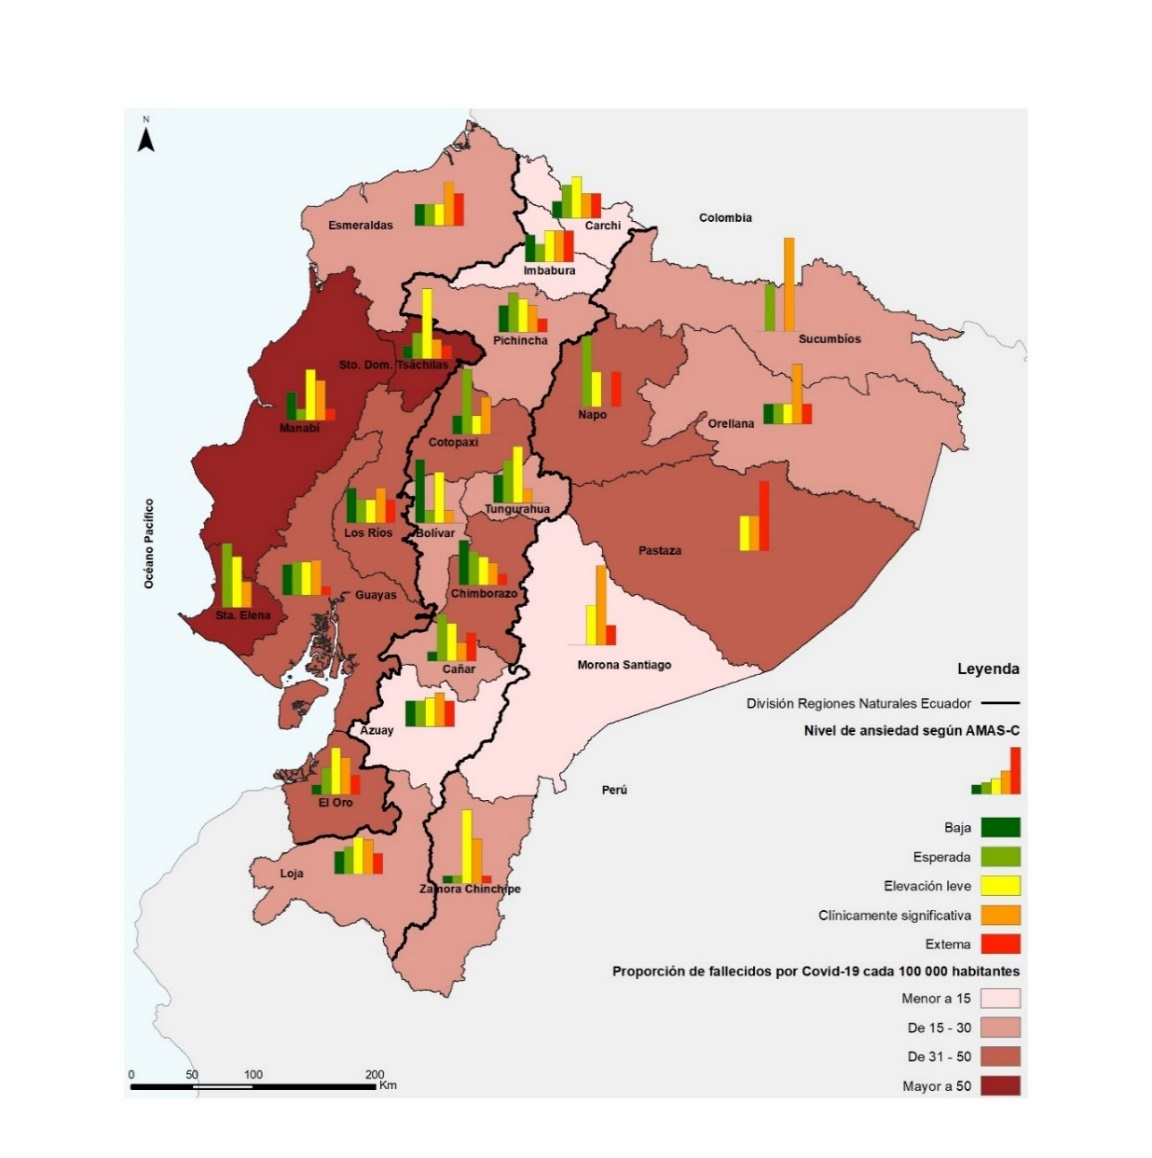 N
Colombia
Esmeraldas
Carchi
Imbabura
Pichincha
Sucumbíos
Sto. Dom. Tsáchilas
Napo
Orellana
Manabí
Cotopaxi
Tungurahua
Los Ríos
Bolívar
Océano Pacífico
Pastaza
Chimborazo
Guayas
Sta. Elena
Cañar
Morona Santiago
Azuay
Perú
El Oro
Loja
Zamora Chinchipe
Leyenda
División Regiones Naturales Ecuador
Nivel de ansiedad según AMAS-C
Baja
Esperada
Elevación leve
Clínicamente significativa
Extema
Proporción de fallecidos por Covid-19 cada 100 000 habitantes
Menor a 15
De 15 - 30
De 31 - 50
Mayor a 50
0 50 100 200
Km